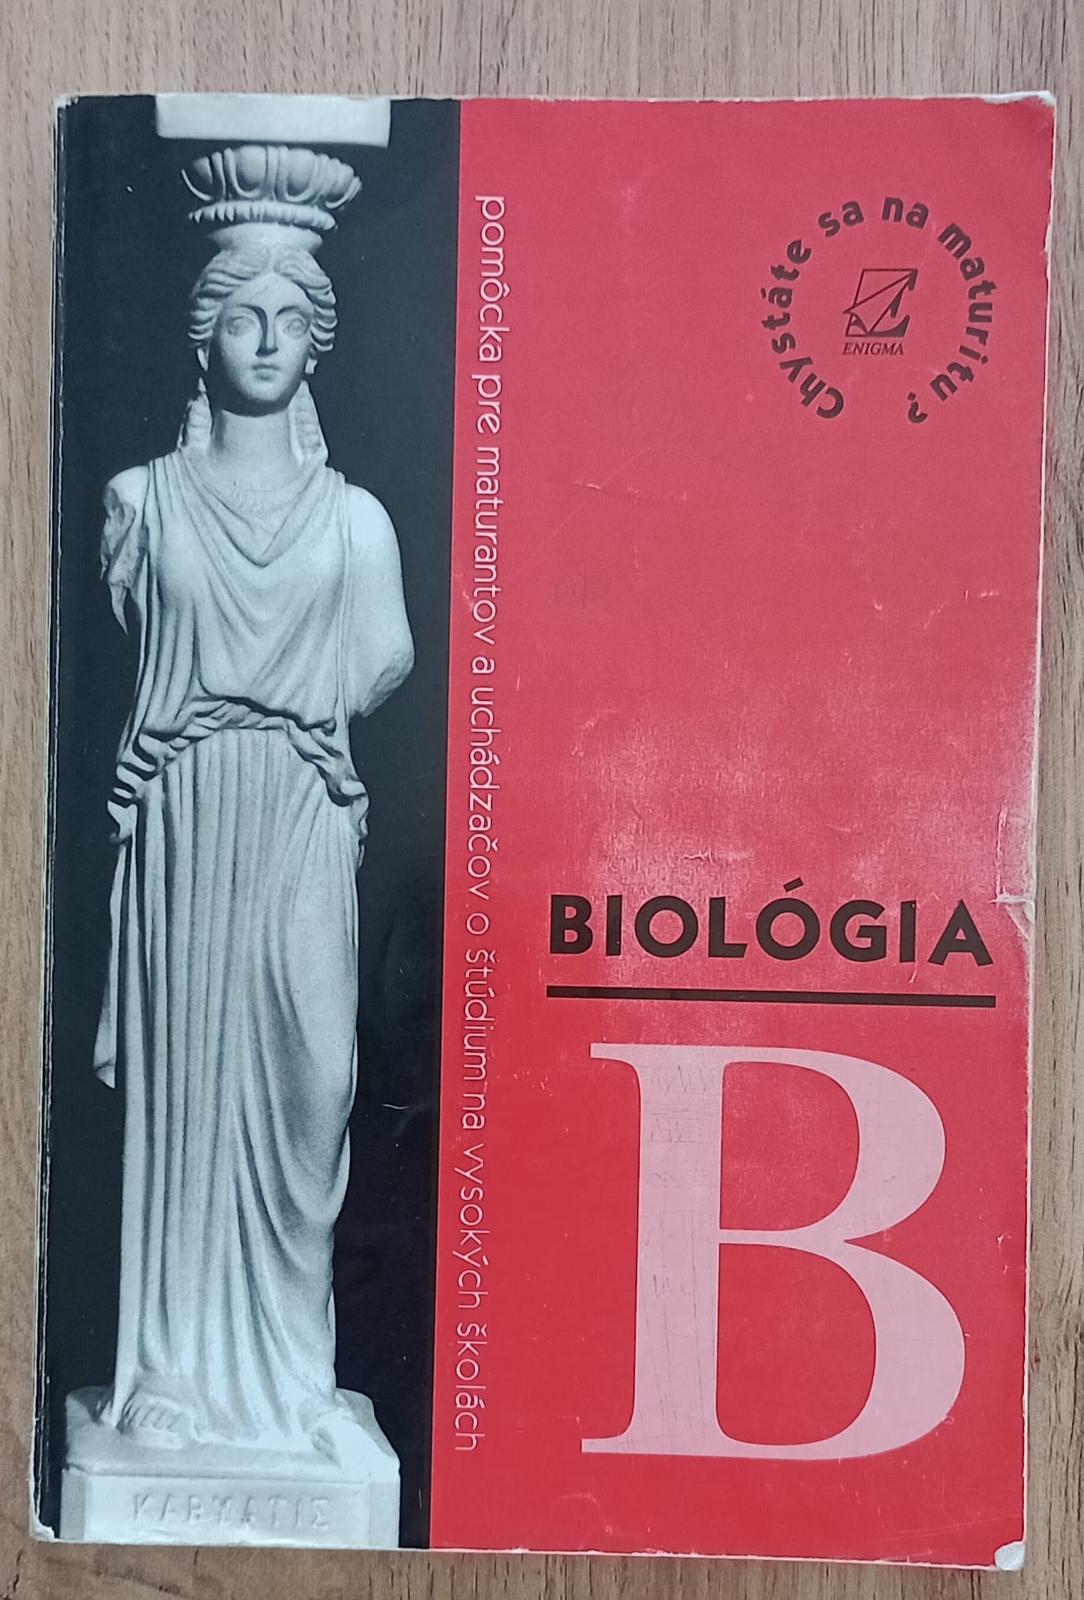 Chystáte sa na maturitu?
ENIGMA
pomôcka pre maturantov a uchádzačov o štúdium na vysokých školách
BIOLÓGIA
B
ΚΑΡΥΑΤΙΣ